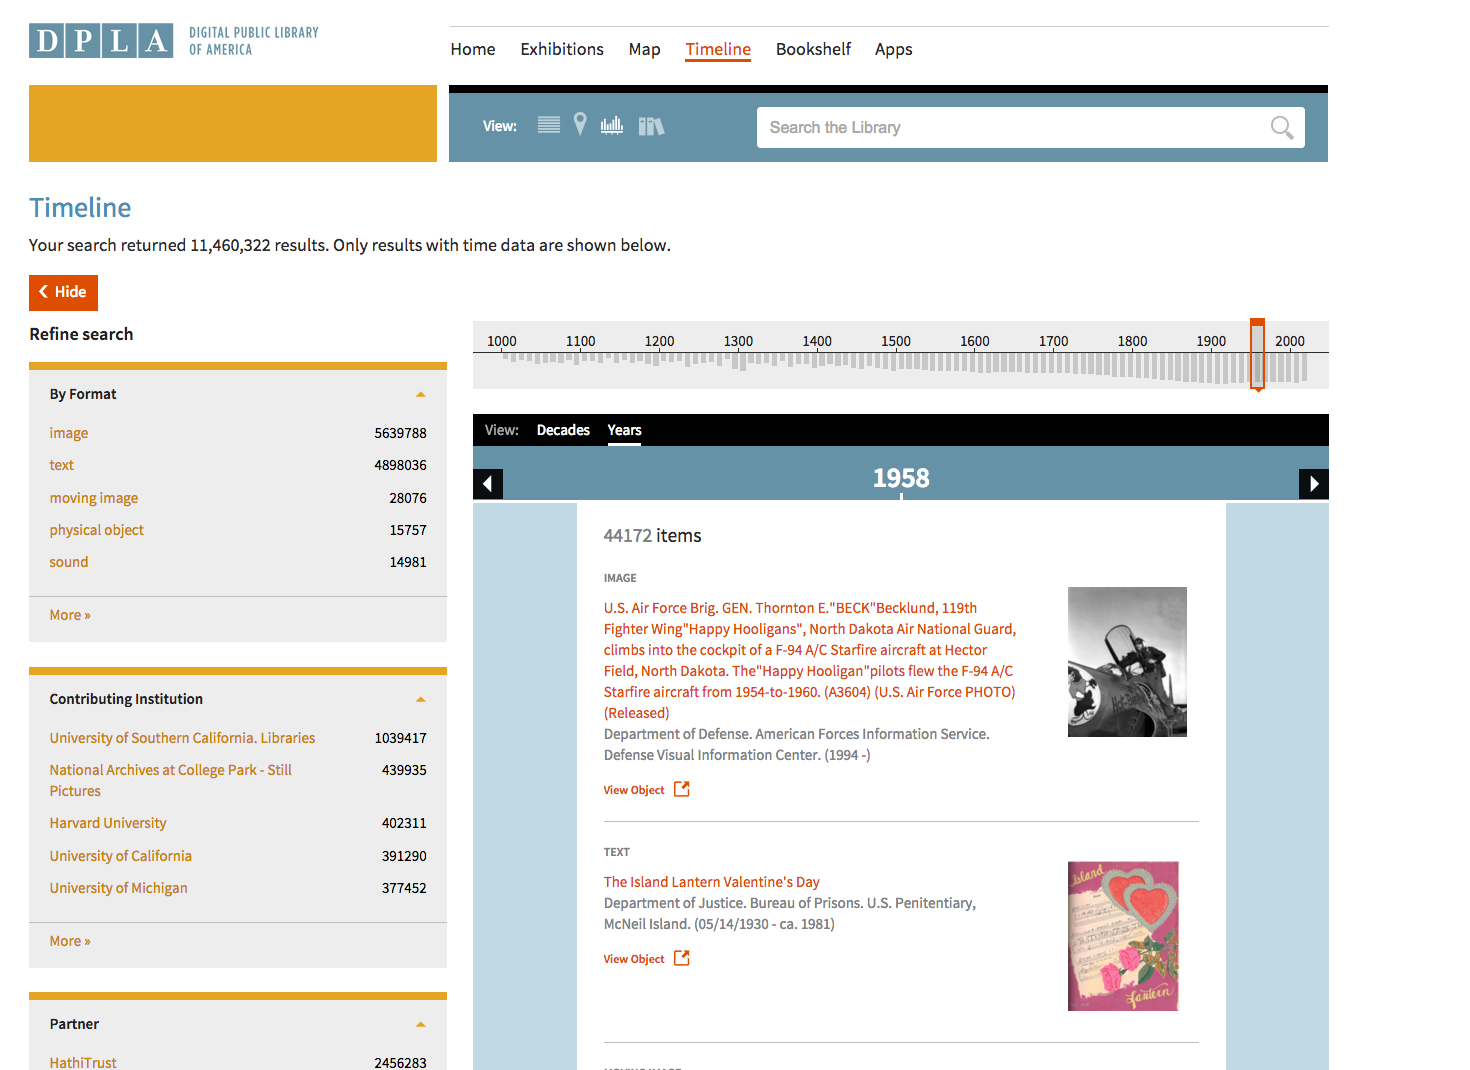 DPLA DIGITAL PUBLIC LIBRARY
OF AMERICA
Home Exhibitions Map Timeline Bookshelf Apps
View:
Search the Library
Timeline
Your search returned 11,460,322 results. Only results with time data are shown below.
Hide
Refine search
By Format
image 5639788
text 4898036
moving image 28076
physical object 15757
sound 14981
More »
Contributing Institution
University of Southern California. Libraries 1039417
National Archives at College Park - Still 439935
Pictures
Harvard University 402311
University of California 391290
University of Michigan 377452
More »
Partner
HathiTrust 2456283
1000 1100 1200 1300 1400 1500 1600 1700 1800 1900 2000
View: Decades Years
1958
44172 items
IMAGE
U.S. Air Force Brig. GEN. Thornton E."BECK"Becklund, 119th
Fighter Wing"Happy Hooligans", North Dakota Air National Guard,
climbs into the cockpit of a F-94 A/C Starfire aircraft at Hector
Field, North Dakota. The"Happy Hooligan"pilots flew the F-94 A/C
Starfire aircraft from 1954-to-1960. (A3604) (U.S. Air Force PHOTO)
(Released)
Department of Defense. American Forces Information Service.
Defense Visual Information Center. (1994 -)
View Object
TEXT
The Island Lantern Valentine's Day
Department of Justice. Bureau of Prisons. U.S. Penitentiary,
McNeil Island. (05/14/1930 - ca. 1981)
View Object
Island
Lantern